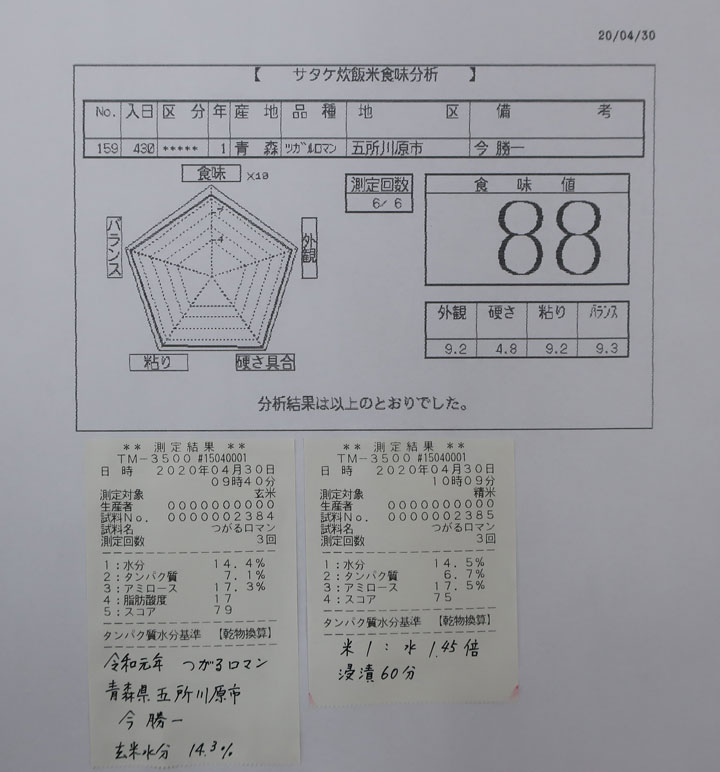 20/04/30
【 サタケ炊飯米食味分析 】
No. 入日 区 分 年 産 地 品 種 地 区 備 考
159 430 ***** 1 青 森 ﾂｶﾞﾙﾛﾏﾝ 五所川原市 今 勝一
食味 ×10
バランス
外観
7
4
粘り
硬さ具合
測定回数
6/ 6
食 味 値
88
外観 硬さ 粘り ﾊﾞﾗﾝｽ
9.2 4.8 9.2 9.3
分析結果は以上のとおりでした。
** 測定結果 **
TM-3500 #15040001
日 時 2020年04月30日
09時40分
測定対象 玄米
生産者 0000000000
試料No. 0000002384
試料名 つがるロマン
測定回数 3回
1:水分 14.4%
2:タンパク質 7.1%
3:アミロース 17.3%
4:脂肪酸度 17
5:スコア 79
タンパク質水分基準 【乾物換算】
令和元年 つがるロマン
青森県五所川原市
今 勝一
玄米水分 14.3%
** 測定結果 **
TM-3500 #15040001
日 時 2020年04月30日
10時09分
測定対象 精米
生産者 0000000000
試料No. 0000002385
試料名 つがるロマン
測定回数 3回
1:水分 14.5%
2:タンパク質 6.7%
3:アミロース 17.5%
4:スコア 75
タンパク質水分基準 【乾物換算】
米1:水1.45倍
浸漬60分